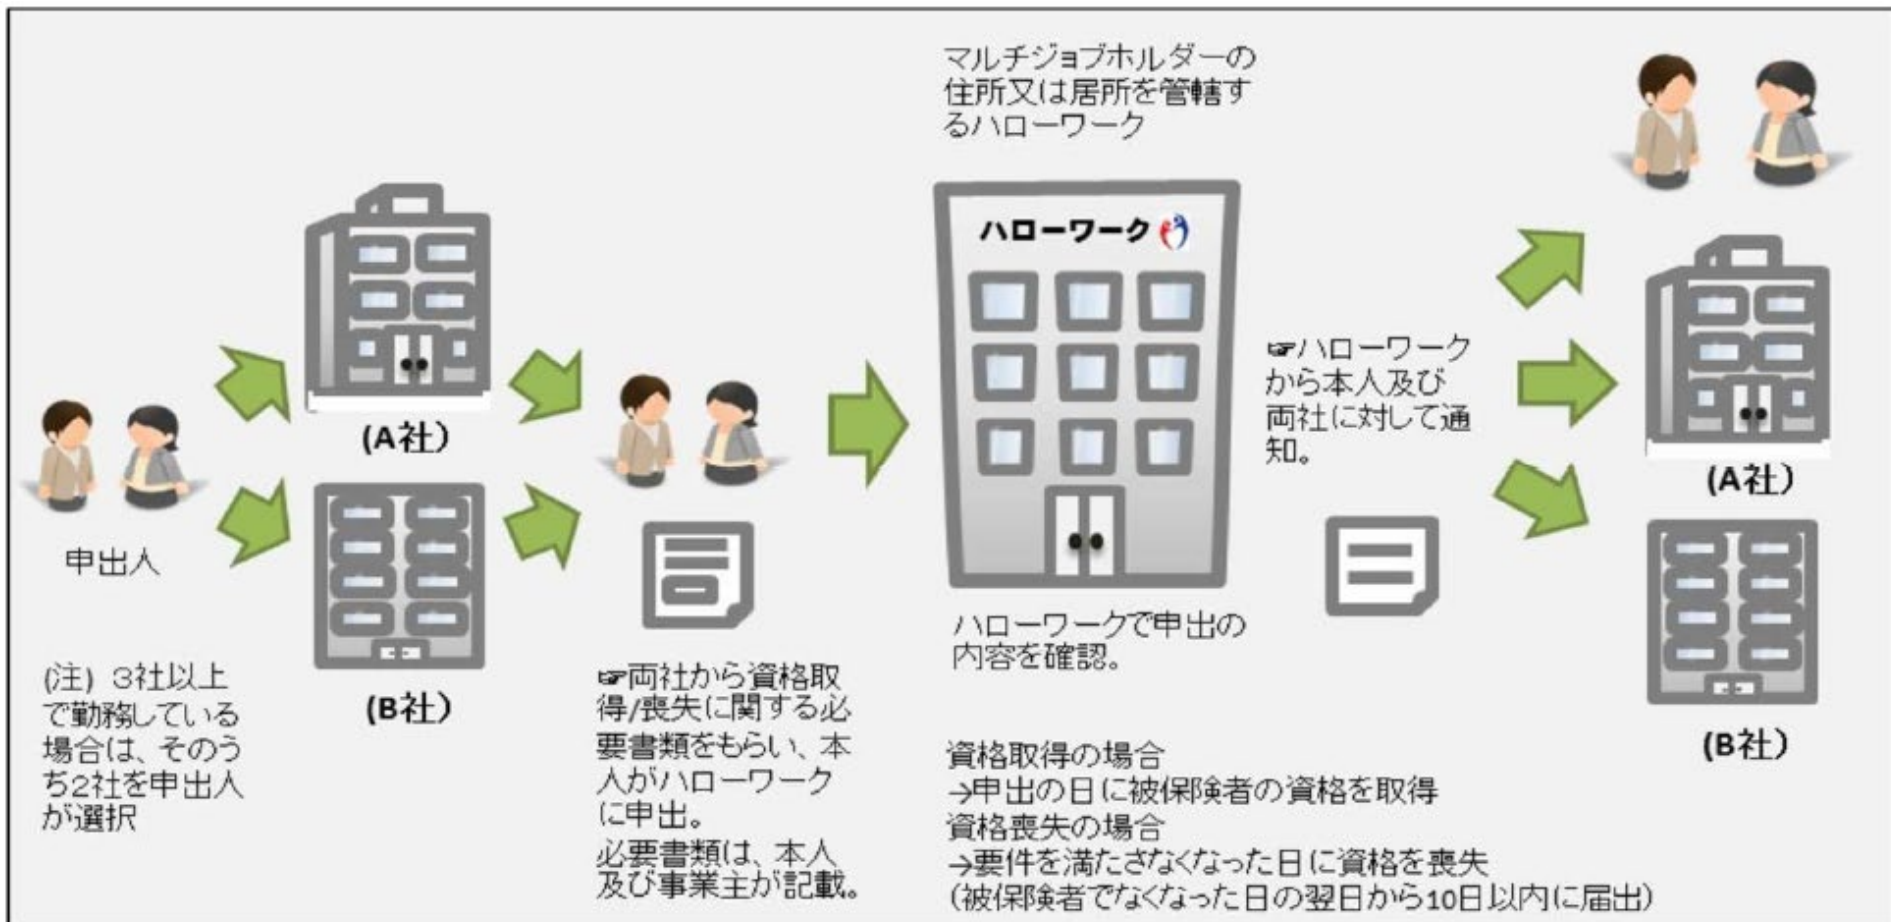 申出人
(注) 3社以上
で勤務している
場合は、そのう
ち2社を申出人
が選択
(A社)
(B社)
☞両社から資格取
得/喪失に関する必
要書類をもらい、本
人がハローワーク
に申出。
必要書類は、本人
及び事業主が記載。
マルチジョブホルダーの
住所又は居所を管轄す
るハローワーク
ハローワーク
ハローワークで申出の
内容を確認。
資格取得の場合
→申出の日に被保険者の資格を取得
資格喪失の場合
→要件を満たさなくなった日に資格を喪失
(被保険者でなくなった日の翌日から10日以内に届出)
☞ハローワーク
から本人及び
両社に対して通
知。
(A社)
(B社)